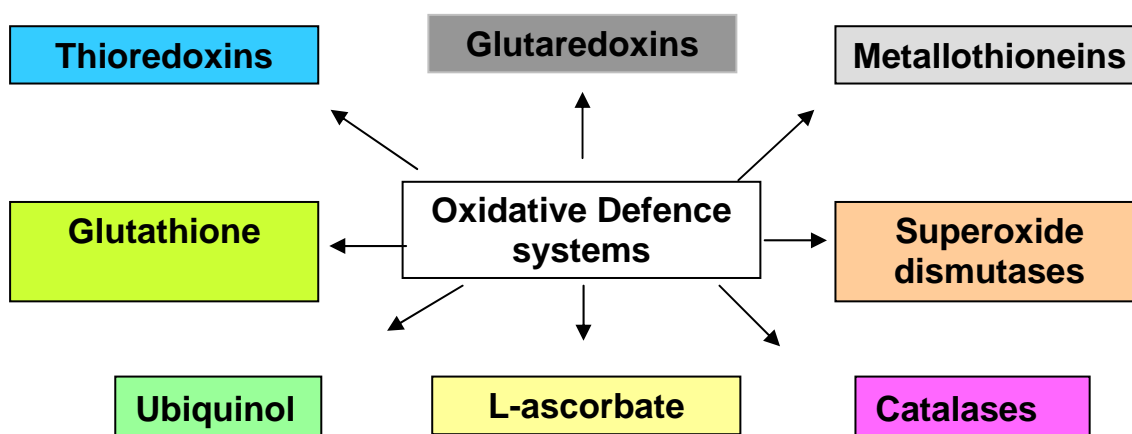 Thioredoxins
Glutaredoxins
Metallothioneins
Oxidative Defence
systems
Glutathione
Superoxide
dismutases
Ubiquinol
L-ascorbate
Catalases